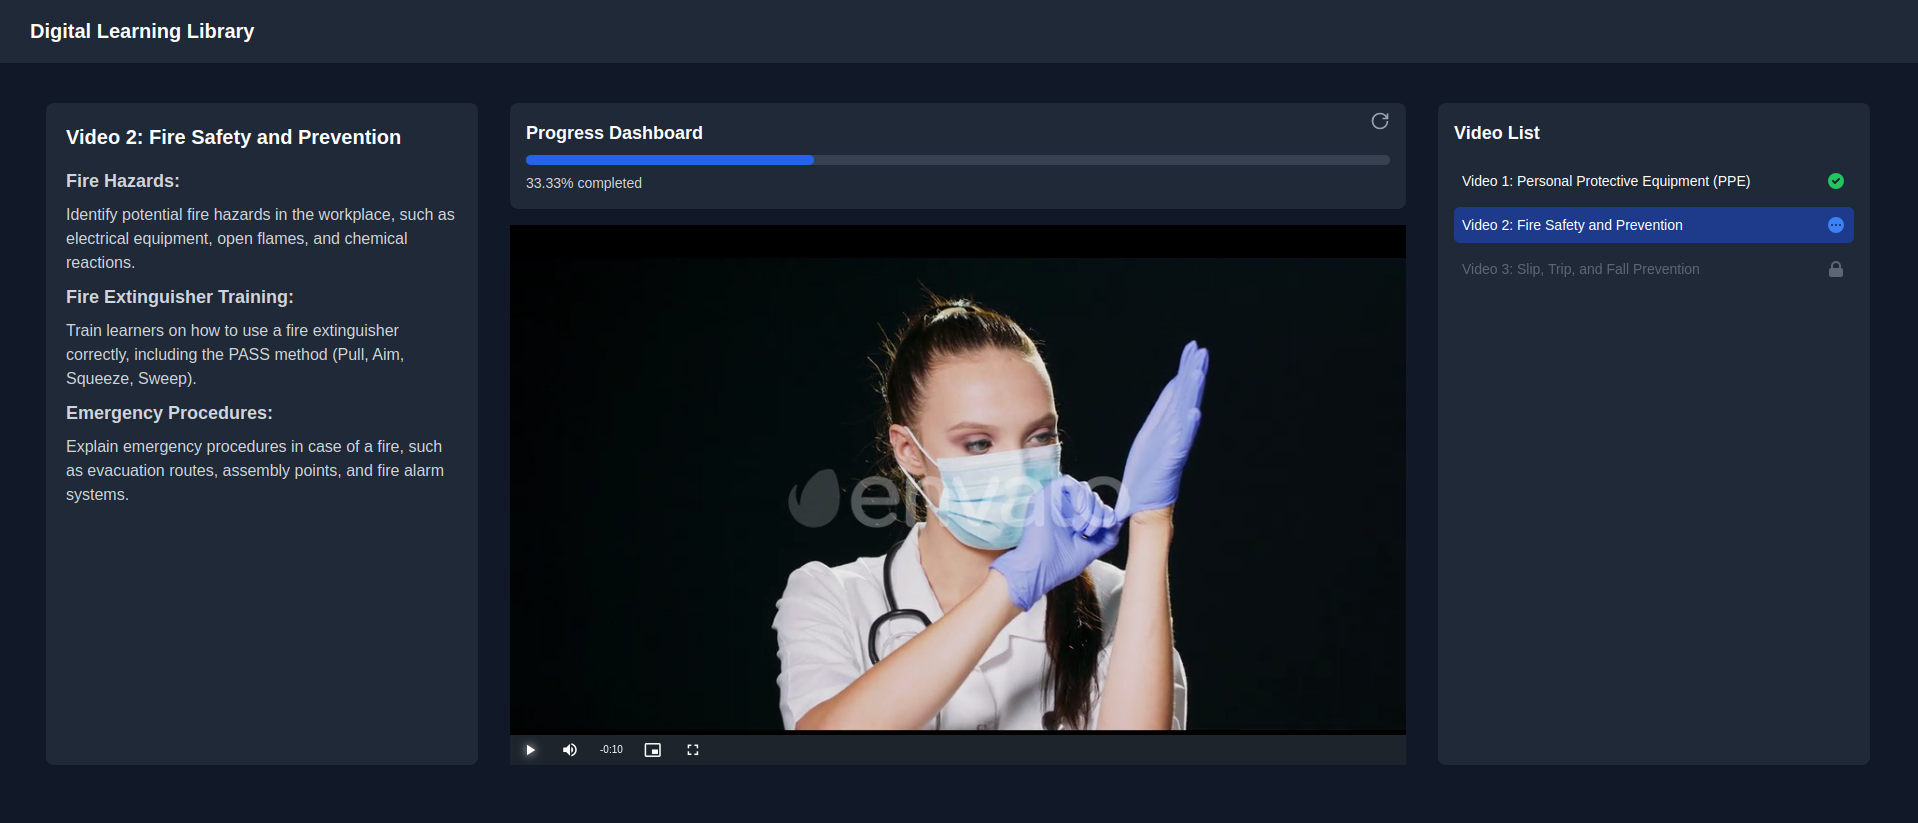 Digital Learning Library
Video 2: Fire Safety and Prevention
Fire Hazards:
Identify potential fire hazards in the workplace, such as
electrical equipment, open flames, and chemical
reactions.
Fire Extinguisher Training:
Train learners on how to use a fire extinguisher
correctly, including the PASS method (Pull, Aim,
Squeeze, Sweep).
Emergency Procedures:
Explain emergency procedures in case of a fire, such
as evacuation routes, assembly points, and fire alarm
systems.
Progress Dashboard
33.33% completed
envato
-0:10
Video List
Video 1: Personal Protective Equipment (PPE)
Video 2: Fire Safety and Prevention
Video 3: Slip, Trip, and Fall Prevention